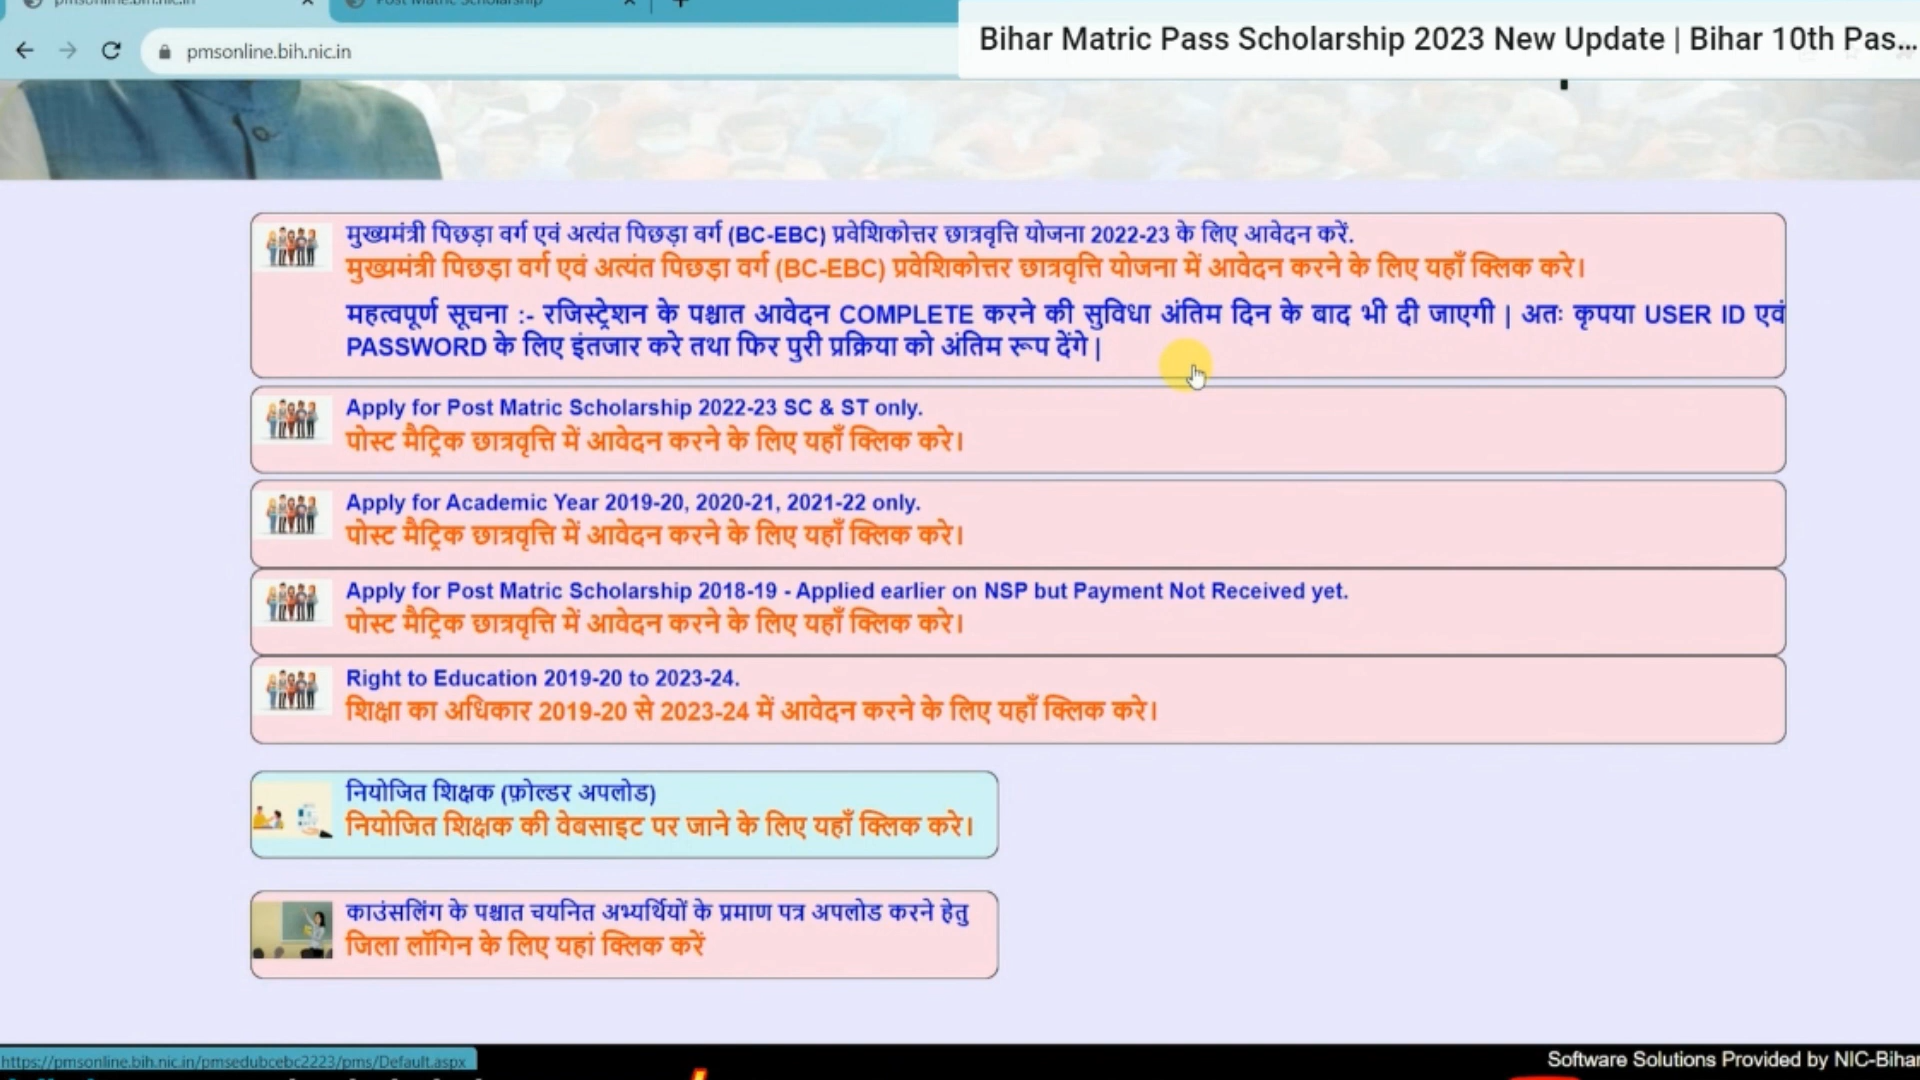 pmsonline.bih.nic.in
Post Matric Scholarship
pmsonline.bih.nic.in
Bihar Matric Pass Scholarship 2023 New Update | Bihar 10th Pas...
मुख्यमंत्री पिछड़ा वर्ग एवं अत्यंत पिछड़ा वर्ग (BC-EBC) प्रवेशिकोत्तर छात्रवृत्ति योजना 2022-23 के लिए आवेदन करें.
मुख्यमंत्री पिछड़ा वर्ग एवं अत्यंत पिछड़ा वर्ग (BC-EBC) प्रवेशिकोत्तर छात्रवृत्ति योजना में आवेदन करने के लिए यहाँ क्लिक करे।
महत्वपूर्ण सूचना :- रजिस्ट्रेशन के पश्चात आवेदन COMPLETE करने की सुविधा अंतिम दिन के बाद भी दी जाएगी | अतः कृपया USER ID एवं
PASSWORD के लिए इंतजार करे तथा फिर पुरी प्रक्रिया को अंतिम रूप देंगे |
Apply for Post Matric Scholarship 2022-23 SC & ST only.
पोस्ट मैट्रिक छात्रवृत्ति में आवेदन करने के लिए यहाँ क्लिक करे।
Apply for Academic Year 2019-20, 2020-21, 2021-22 only.
पोस्ट मैट्रिक छात्रवृत्ति में आवेदन करने के लिए यहाँ क्लिक करे।
Apply for Post Matric Scholarship 2018-19 - Applied earlier on NSP but Payment Not Received yet.
पोस्ट मैट्रिक छात्रवृत्ति में आवेदन करने के लिए यहाँ क्लिक करे।
Right to Education 2019-20 to 2023-24.
शिक्षा का अधिकार 2019-20 से 2023-24 में आवेदन करने के लिए यहाँ क्लिक करे।
नियोजित शिक्षक (फ़ोल्डर अपलोड)
नियोजित शिक्षक की वेबसाइट पर जाने के लिए यहाँ क्लिक करे।
काउंसलिंग के पश्चात चयनित अभ्यर्थियों के प्रमाण पत्र अपलोड करने हेतु
जिला लॉगिन के लिए यहां क्लिक करें
https://pmsonline.bih.nic.in/pmsedubcebc2223/pms/Default.aspx
Software Solutions Provided by NIC-Bihar